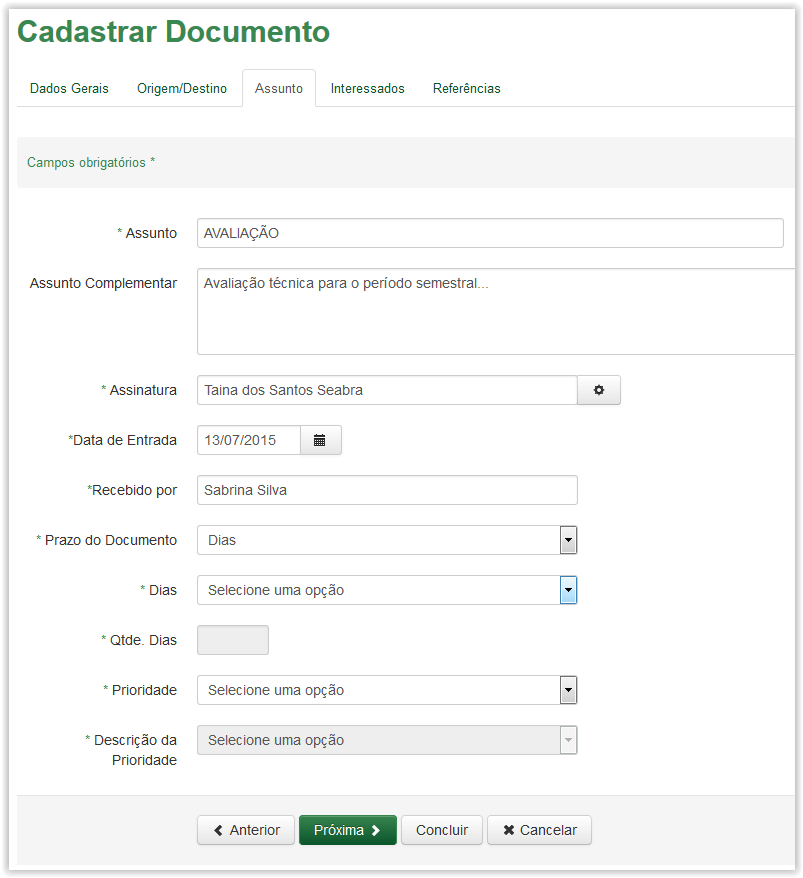 Cadastrar Documento
Dados Gerais Origem/Destino Assunto Interessados Referências
Campos obrigatórios *
* Assunto AVALIAÇÃO
Assunto Complementar Avaliação técnica para o período semestral...
* Assinatura Taina dos Santos Seabra
*Data de Entrada 13/07/2015
*Recebido por Sabrina Silva
* Prazo do Documento Dias
* Dias Selecione uma opção
* Qtde. Dias
* Prioridade Selecione uma opção
* Descrição da Selecione uma opção
Prioridade
Anterior Próxima Concluir Cancelar